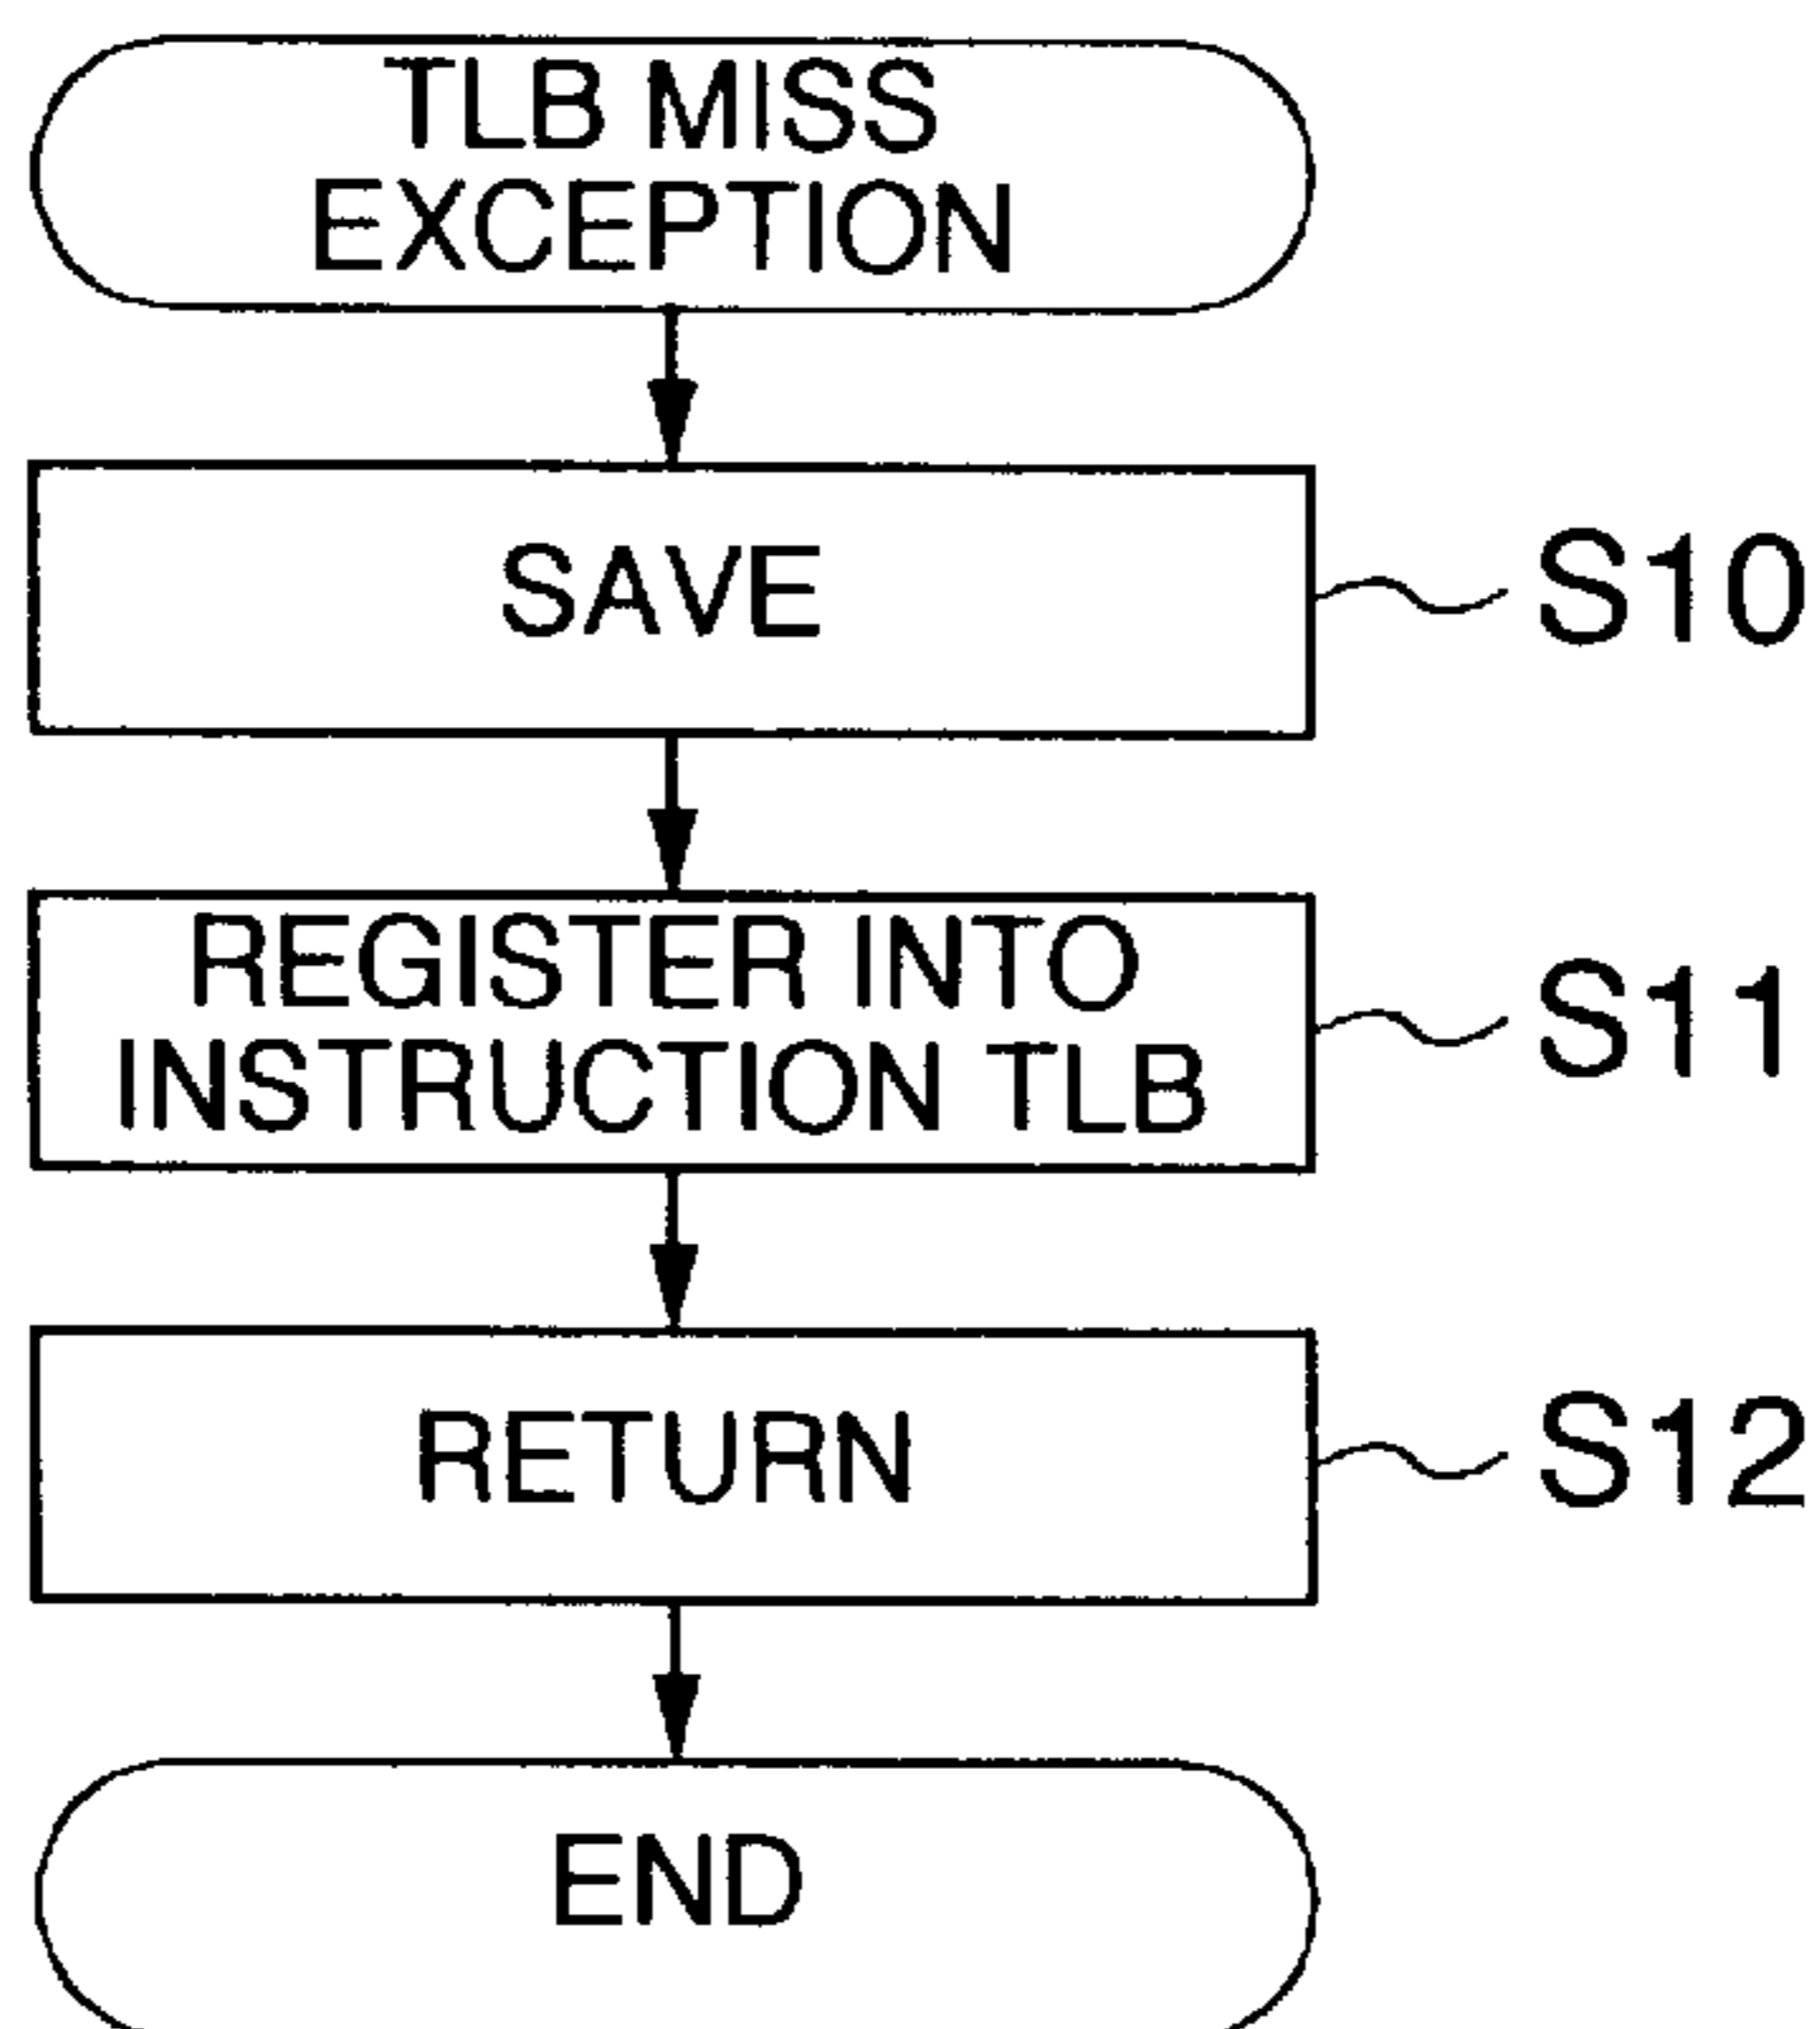 TLB MISS
EXCEPTION
SAVE
S10
REGISTER INTO
INSTRUCTION TLB
S11
RETURN
S12
END